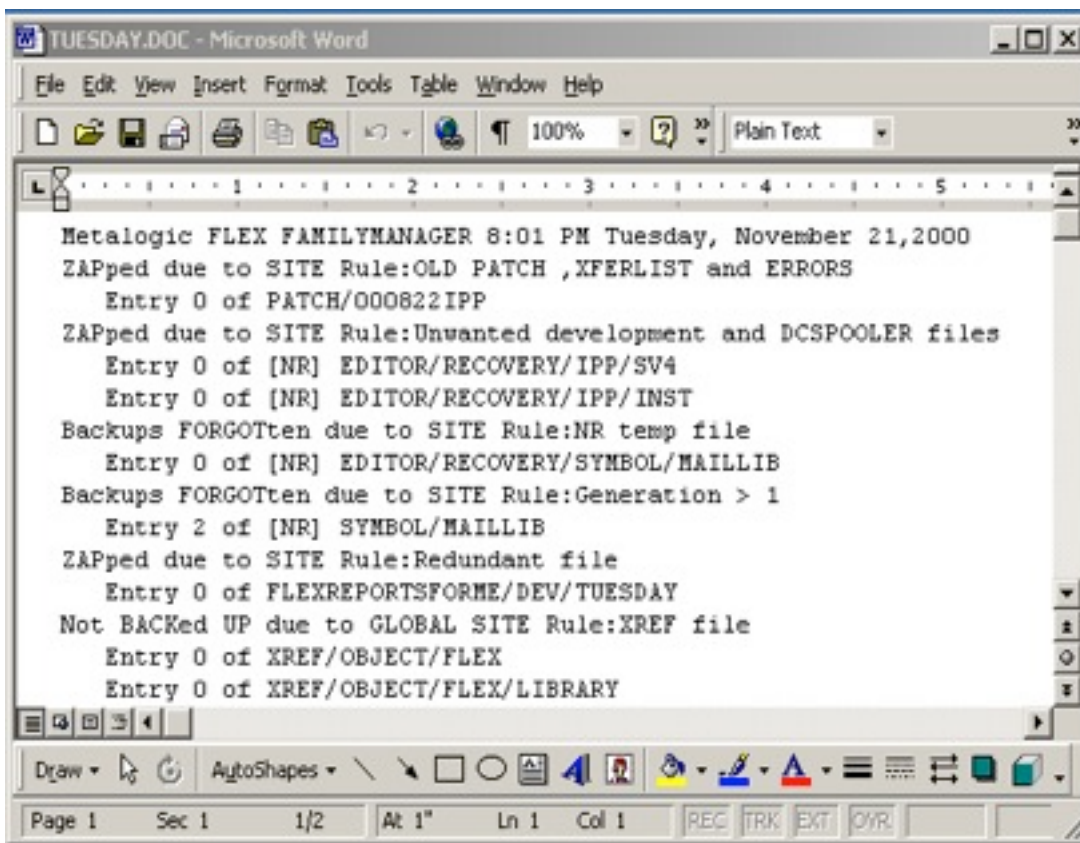 TUESDAY.DOC - Microsoft Word
File Edit View Insert Format Tools Table Window Help
100% Plain Text
1 2 3 4 5
Metalogic FLEX FAMILYMANAGER 8:01 PM Tuesday, November 21,2000
ZAPped due to SITE Rule:OLD PATCH ,XFERLIST and ERRORS
Entry 0 of PATCH/000822IPP
ZAPped due to SITE Rule:Unwanted development and DCSPOOLER files
Entry 0 of [NR] EDITOR/RECOVERY/IPP/SV4
Entry 0 of [NR] EDITOR/RECOVERY/IPP/INST
Backups FORGOTten due to SITE Rule:NR temp file
Entry 0 of [NR] EDITOR/RECOVERY/SYMBOL/MAILLIB
Backups FORGOTten due to SITE Rule:Generation > 1
Entry 2 of [NR] SYMBOL/MAILLIB
ZAPped due to SITE Rule:Redundant file
Entry 0 of FLEXREPORTSFORME/DEV/TUESDAY
Not BACKed UP due to GLOBAL SITE Rule:XREF file
Entry 0 of XREF/OBJECT/FLEX
Entry 0 of XREF/OBJECT/FLEX/LIBRARY
Draw AutoShapes
Page 1 Sec 1 1/2 At 1" Ln 1 Col 1 REC TRK EXT OVR